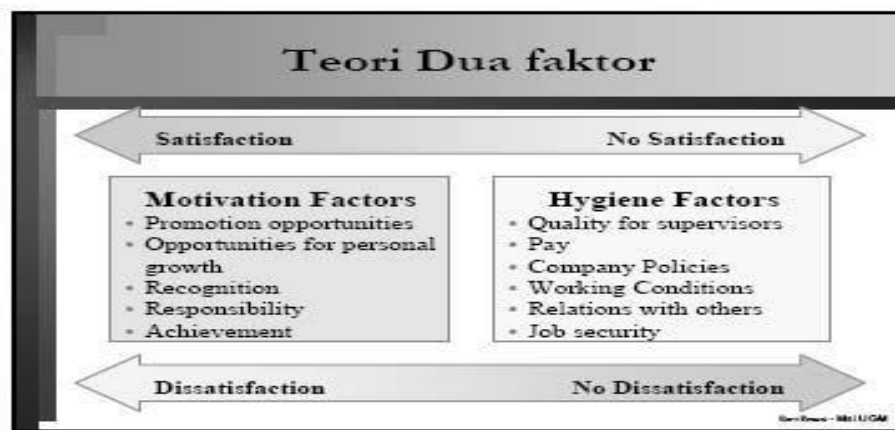 Teori Dua faktor
Satisfaction
No Satisfaction
Motivation Factors
• Promotion opportunities
• Opportunities for personal
growth
• Recognition
• Responsibility
• Achievement
Hygiene Factors
• Quality for supervisors
• Pay
• Company Policies
• Working Conditions
• Relations with others
• Job security
Dissatisfaction
No Dissatisfaction